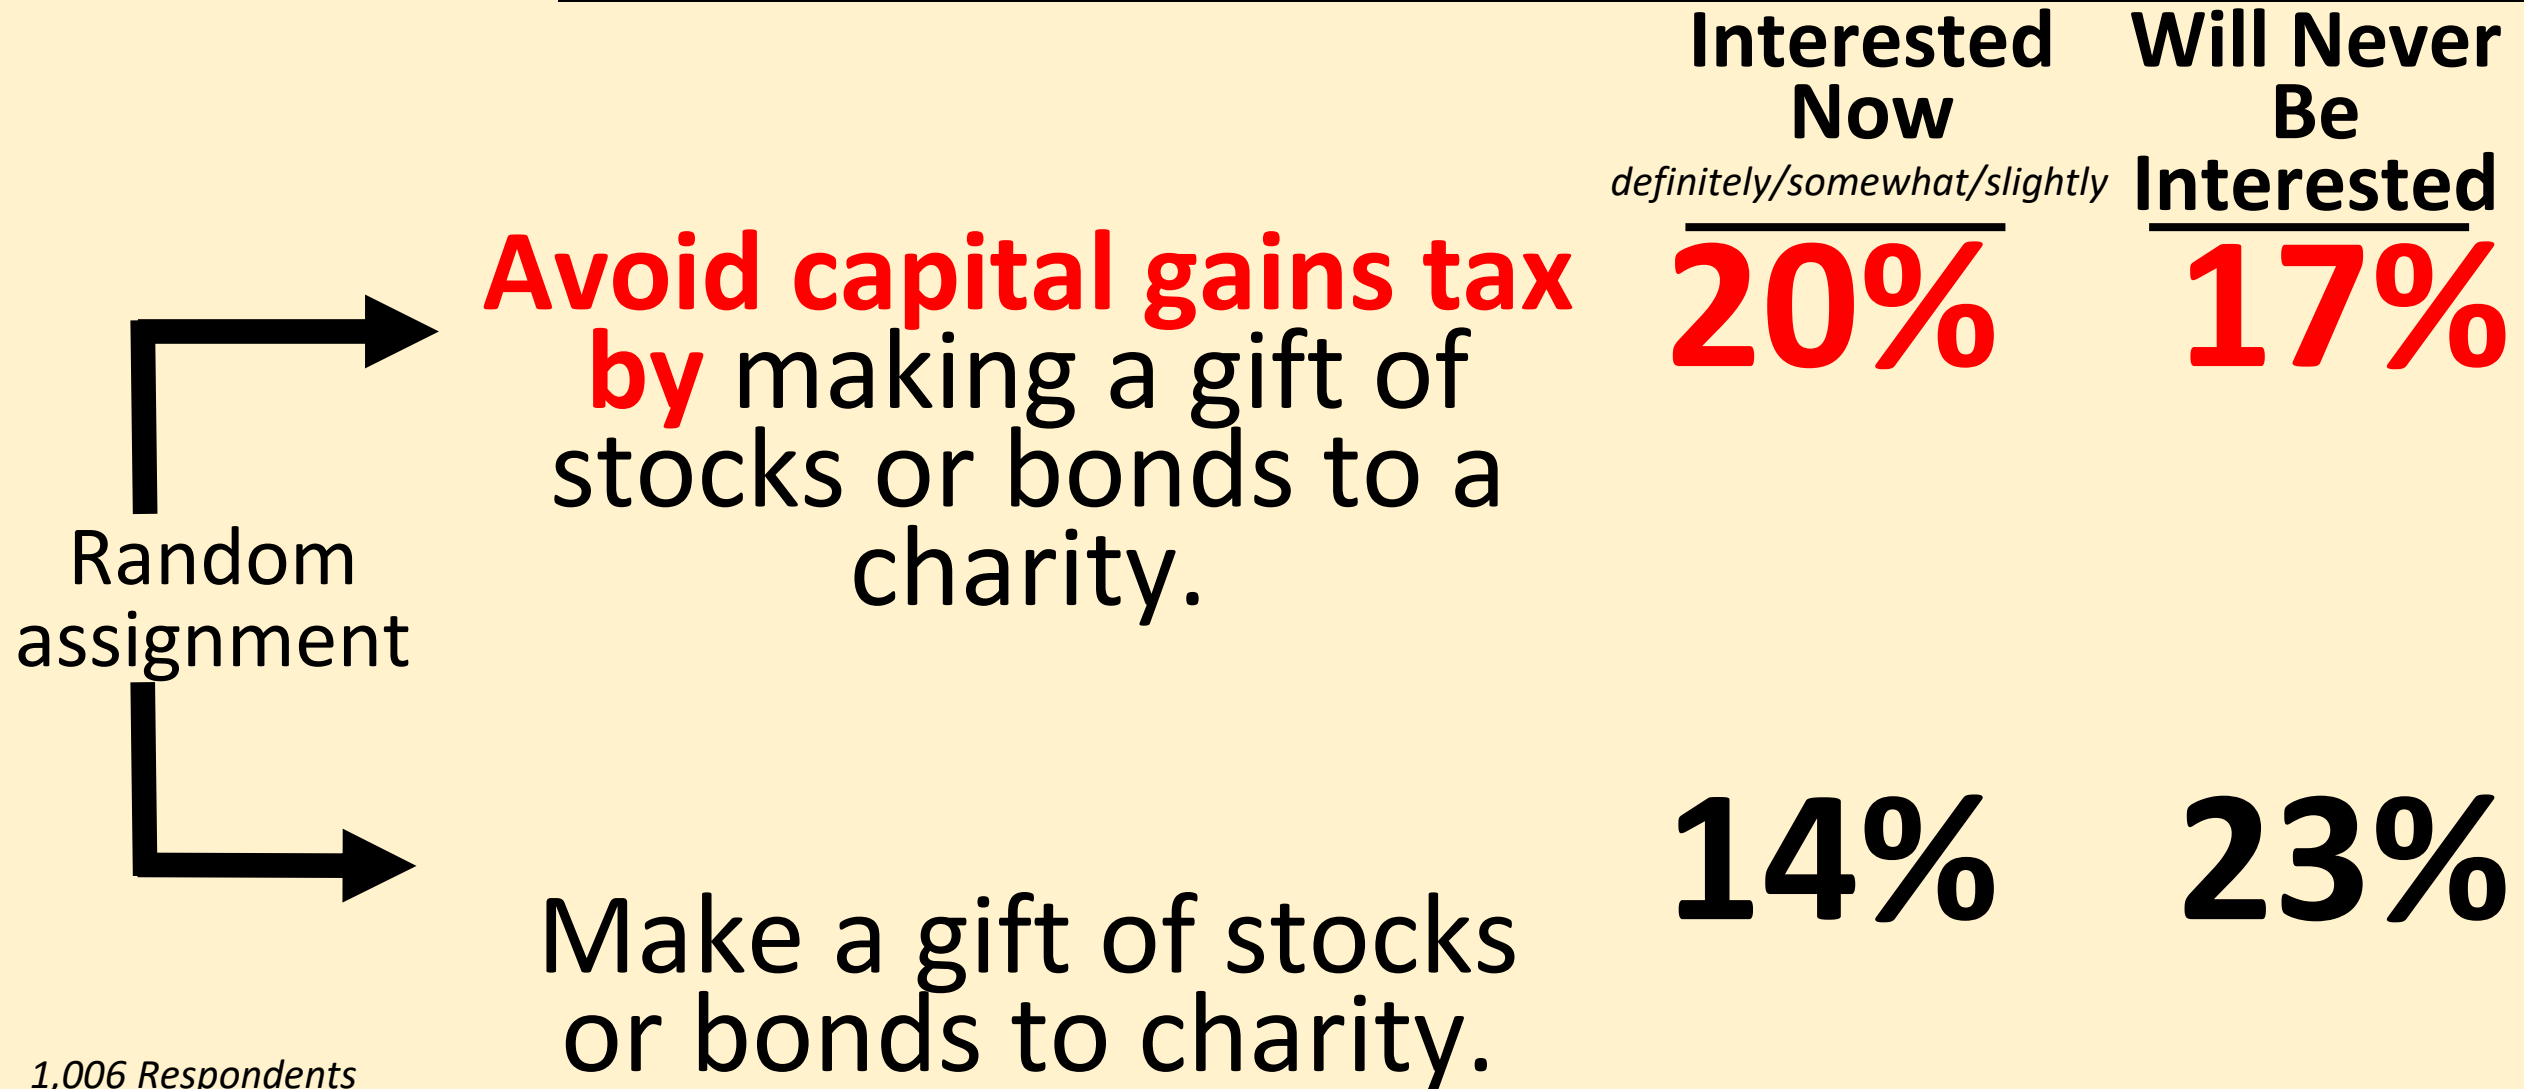 Interested
Now
definitely/somewhat/slightly
Will Never
Be
Interested
Avoid capital gains tax
by making a gift of
stocks or bonds to a
charity.
20%
17%
Random
assignment
Make a gift of stocks
or bonds to charity.
14%
23%
1,006 Respondents